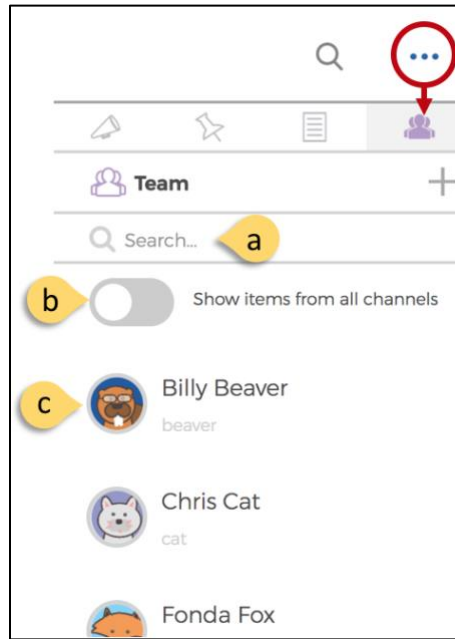 Team
Search...
a
b
Show items from all channels
c
Billy Beaver
beaver
Chris Cat
cat
Fonda Fox